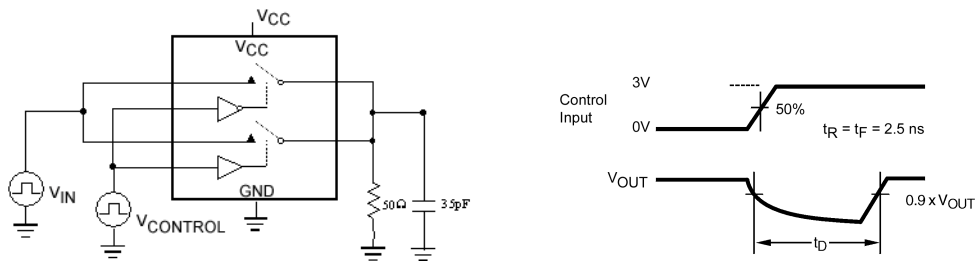 VCC
VCC
VIN
VCONTROL
GND
50Ω
35pF
Control
Input
3V
0V
50%
tR = tF = 2.5 ns
VOUT
0.9 x VOUT
tD